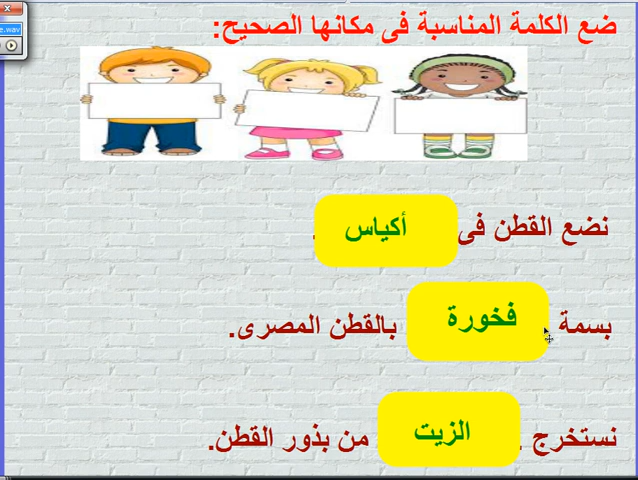 ضع الكلمة المناسبة فى مكانها الصحيح:
e.wav
نضع القطن فى أكياس .
بسمة فخورة بالقطن المصرى.
نستخرج الزيت من بذور القطن.